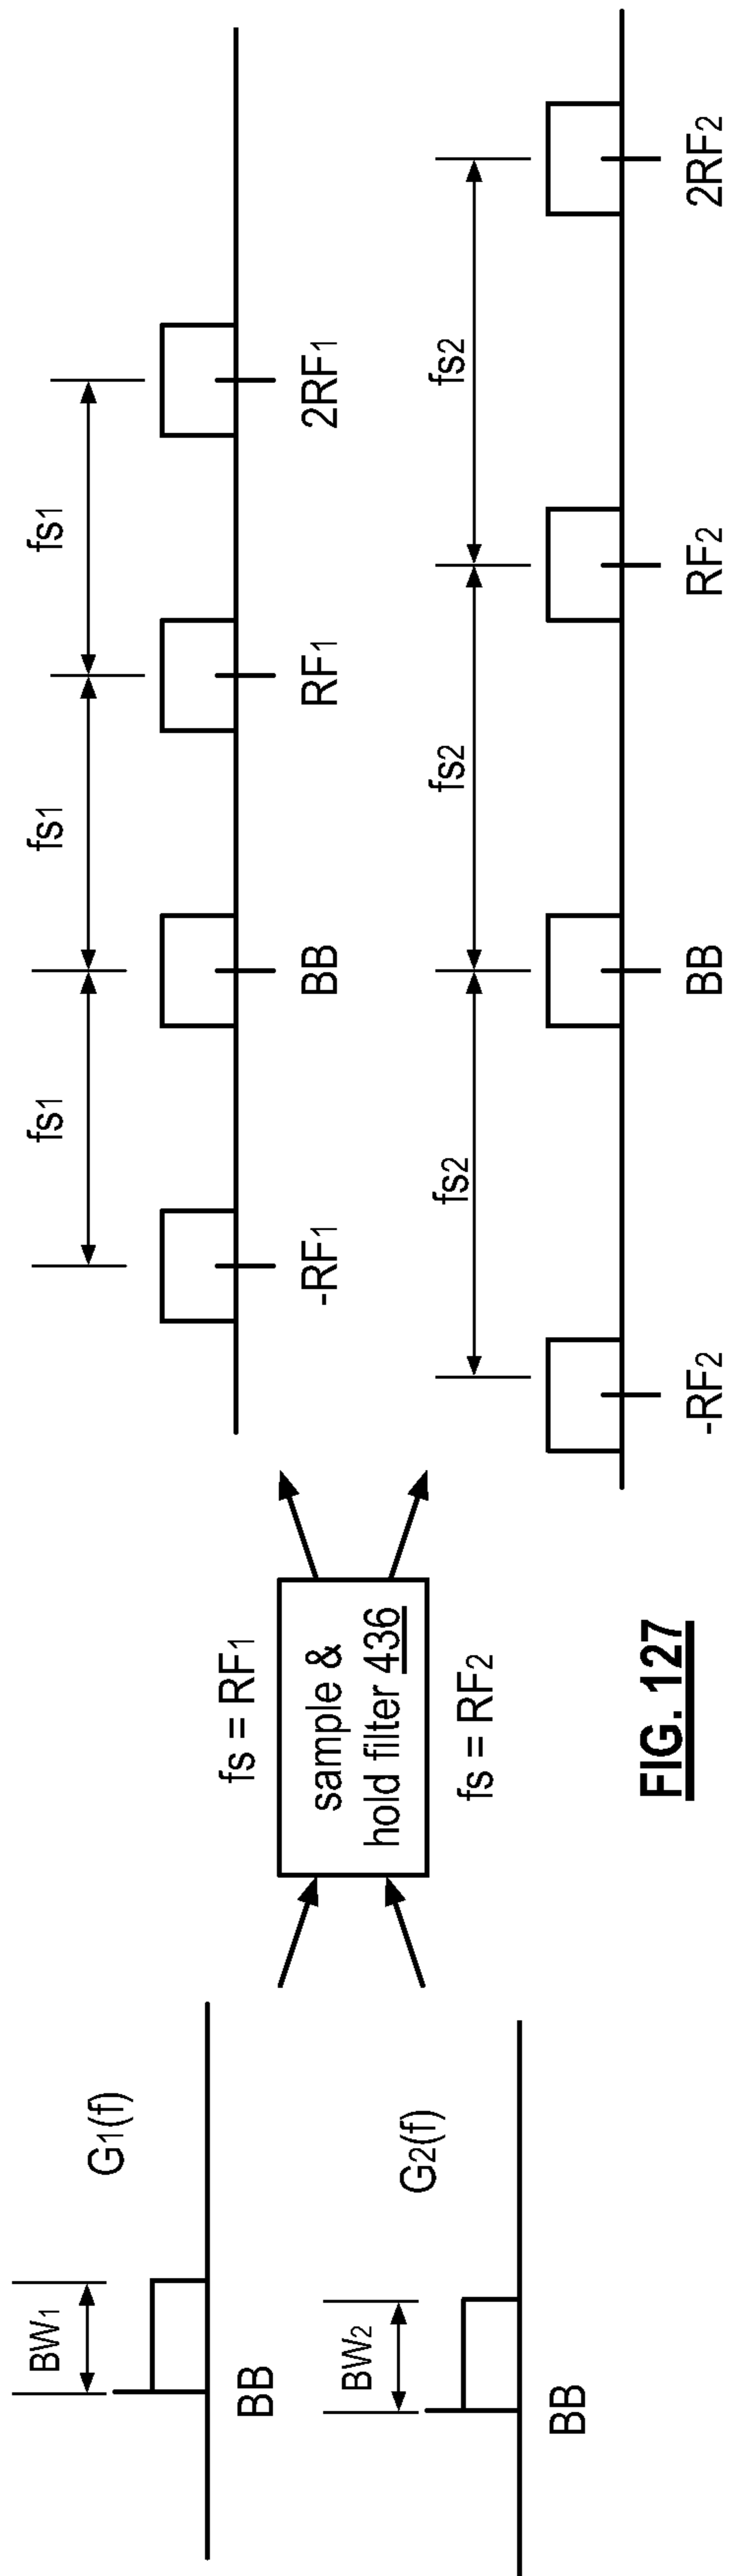 BW1
G1(f)
BB
BW2
G2(f)
BB
fs = RF1
sample &
hold filter 436
fs = RF2
fs1
fs1
fs1
-RF1
BB
RF1
2RF1
fs2
fs2
fs2
-RF2
BB
RF2
2RF2
FIG. 127